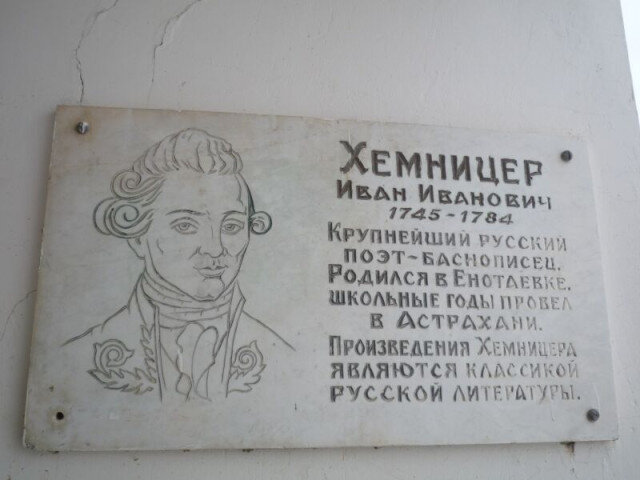 Хемницер
Иван Иванович
1745-1784
Крупнейший русский
поэт-баснописец.
Родился в Енотаевке.
школьные годы провел
в Астрахани.
Произведения Хемницера
являются классикой
русской литературы.